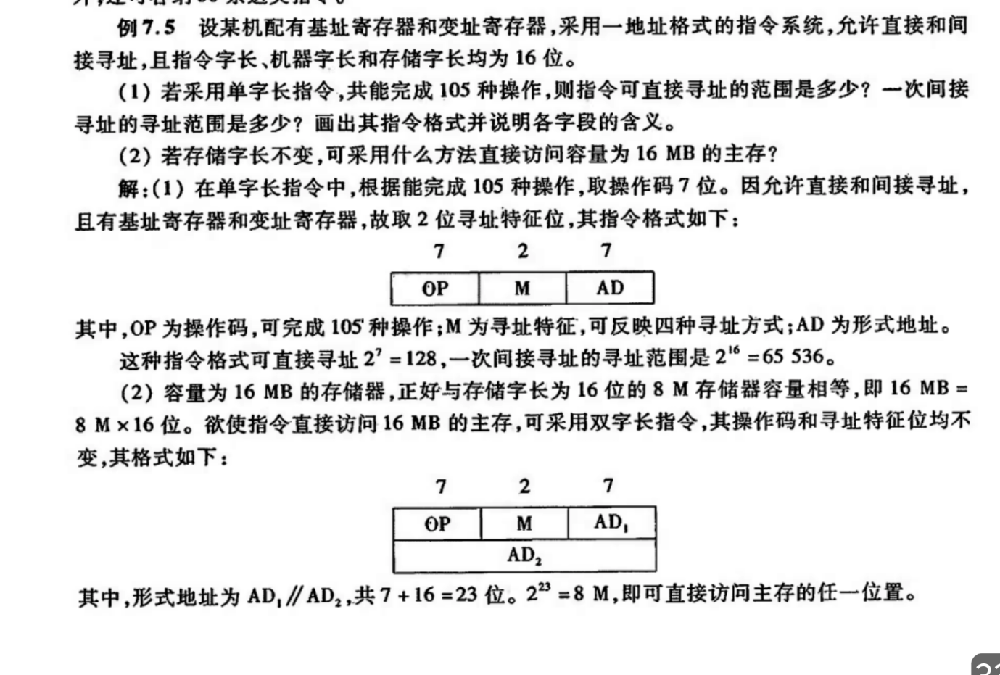 例 7.5 设某机配有基址寄存器和变址寄存器,采用一地址格式的指令系统,允许直接和间
接寻址,且指令字长、机器字长和存储字长均为 16 位。
(1) 若采用单字长指令,共能完成 105 种操作,则指令可直接寻址的范围是多少? 一次间接
寻址的寻址范围是多少? 画出其指令格式并说明各字段的含义。
(2) 若存储字长不变,可采用什么方法直接访问容量为 16 MB 的主存?
解:(1) 在单字长指令中,根据能完成 105 种操作,取操作码 7 位。因允许直接和间接寻址,
且有基址寄存器和变址寄存器,故取 2 位寻址特征位,其指令格式如下:
7 2 7
OP M AD
其中,OP 为操作码,可完成 105 种操作;M 为寻址特征,可反映四种寻址方式;AD 为形式地址。
这种指令格式可直接寻址 2⁷ = 128,一次间接寻址的寻址范围是 2¹⁶ = 65 536。
(2) 容量为 16 MB 的存储器,正好与存储字长为 16 位的 8 M 存储器容量相等,即 16 MB =
8 M × 16 位。欲使指令直接访问 16 MB 的主存,可采用双字长指令,其操作码和寻址特征位均不
变,其格式如下:
7 2 7
OP M AD₁
AD₂
其中,形式地址为 AD₁//AD₂,共 7 + 16 = 23 位。2²³ = 8 M,即可直接访问主存的任一位置。